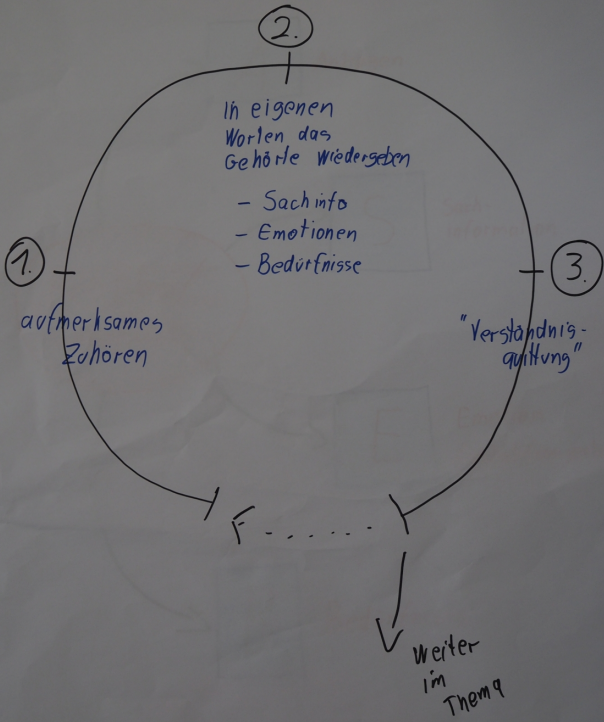 2.
In eigenen
Worten das
Gehörte wiedergeben
- Sachinfo
- Emotionen
- Bedürfnisse
1.
aufmerksames
Zuhören
3.
"Verständnis-
quittung"
Weiter
im
Thema